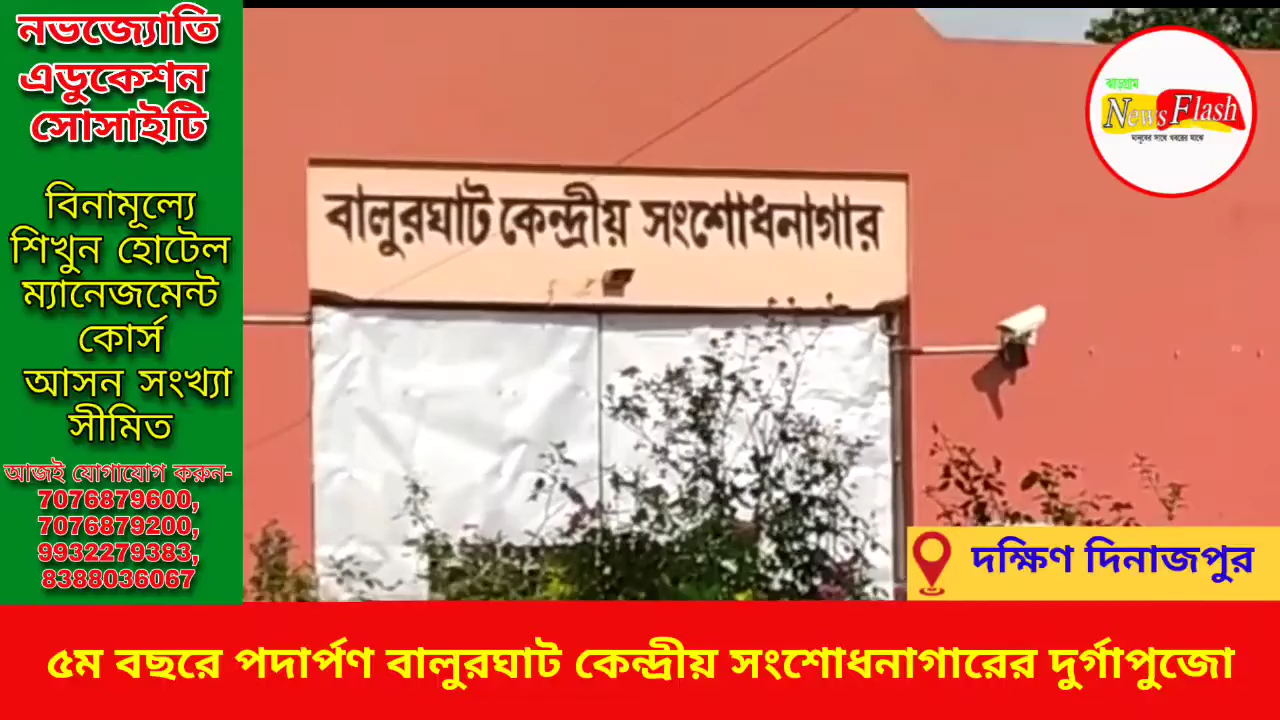 নভজ্যোতি
এডুকেশন
সোসাইটি
বিনামূল্যে
শিখুন হোটেল
ম্যানেজমেন্ট
কোর্স
আসন সংখ্যা
সীমিত
আজই যোগাযোগ করুন-
7076879600,
7076879200,
9932279383,
8388036067
ঝাড়গ্রাম
News Flash
মানুষের সাথে খবরের মাঝে
বালুরঘাট কেন্দ্রীয় সংশোধনাগার
দক্ষিণ দিনাজপুর
৫ম বছরে পদার্পণ বালুরঘাট কেন্দ্রীয় সংশোধনাগারের দুর্গাপুজো